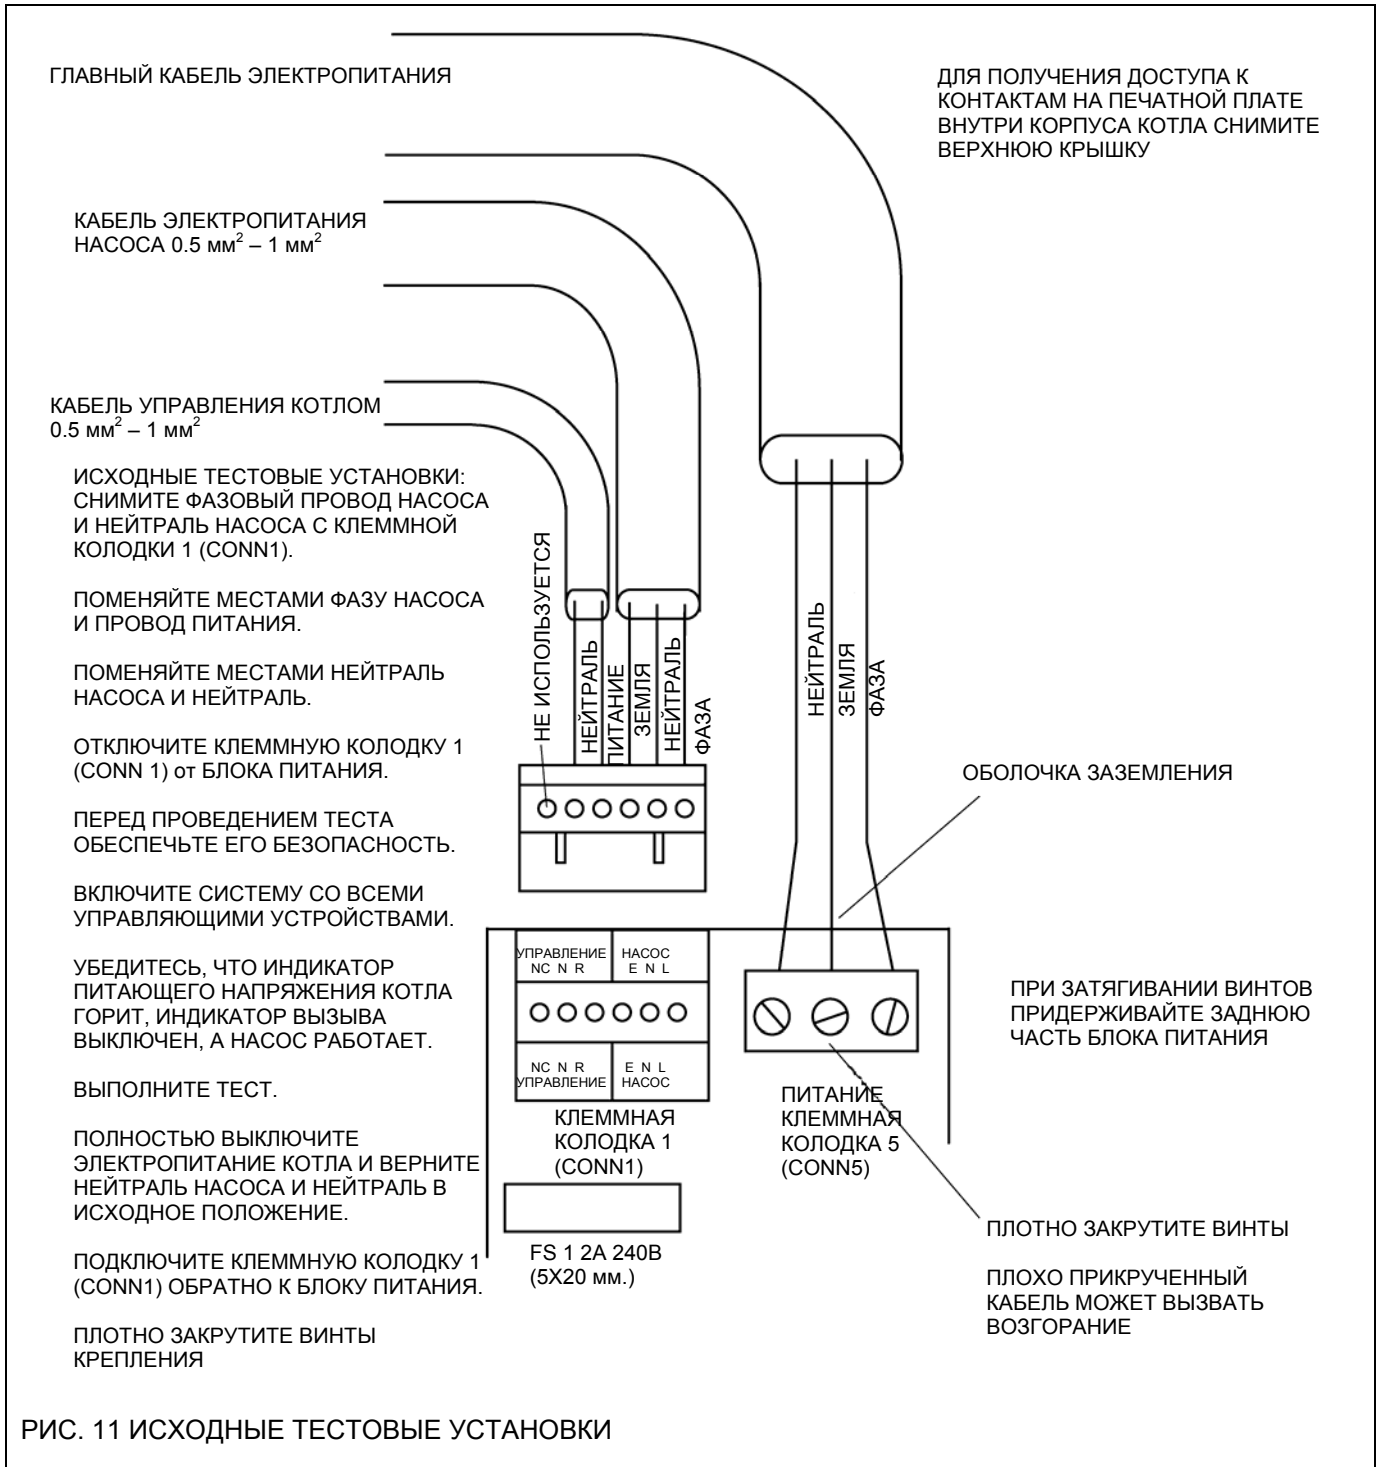 ГЛАВНЫЙ КАБЕЛЬ ЭЛЕКТРОПИТАНИЯ
ДЛЯ ПОЛУЧЕНИЯ ДОСТУПА К
КОНТАКТАМ НА ПЕЧАТНОЙ ПЛАТЕ
ВНУТРИ КОРПУСА КОТЛА СНИМИТЕ
ВЕРХНЮЮ КРЫШКУ
КАБЕЛЬ ЭЛЕКТРОПИТАНИЯ
НАСОСА 0.5 мм² – 1 мм²
КАБЕЛЬ УПРАВЛЕНИЯ КОТЛОМ
0.5 мм² – 1 мм²
ИСХОДНЫЕ ТЕСТОВЫЕ УСТАНОВКИ:
СНИМИТЕ ФАЗОВЫЙ ПРОВОД НАСОСА
И НЕЙТРАЛЬ НАСОСА С КЛЕММНОЙ
КОЛОДКИ 1 (CONN1).
ПОМЕНЯЙТЕ МЕСТАМИ ФАЗУ НАСОСА
И ПРОВОД ПИТАНИЯ.
ПОМЕНЯЙТЕ МЕСТАМИ НЕЙТРАЛЬ
НАСОСА И НЕЙТРАЛЬ.
ОТКЛЮЧИТЕ КЛЕММНУЮ КОЛОДКУ 1
(CONN 1) от БЛОКА ПИТАНИЯ.
ПЕРЕД ПРОВЕДЕНИЕМ ТЕСТА
ОБЕСПЕЧЬТЕ ЕГО БЕЗОПАСНОСТЬ.
ВКЛЮЧИТЕ СИСТЕМУ СО ВСЕМИ
УПРАВЛЯЮЩИМИ УСТРОЙСТВАМИ.
УБЕДИТЕСЬ, ЧТО ИНДИКАТОР
ПИТАЮЩЕГО НАПРЯЖЕНИЯ КОТЛА
ГОРИТ, ИНДИКАТОР ВЫЗЫВА
ВЫКЛЮЧЕН, А НАСОС РАБОТАЕТ.
ВЫПОЛНИТЕ ТЕСТ.
ПОЛНОСТЬЮ ВЫКЛЮЧИТЕ
ЭЛЕКТРОПИТАНИЕ КОТЛА И ВЕРНИТЕ
НЕЙТРАЛЬ НАСОСА И НЕЙТРАЛЬ В
ИСХОДНОЕ ПОЛОЖЕНИЕ.
ПОДКЛЮЧИТЕ КЛЕММНУЮ КОЛОДКУ 1
(CONN1) ОБРАТНО К БЛОКУ ПИТАНИЯ.
ПЛОТНО ЗАКРУТИТЕ ВИНТЫ
КРЕПЛЕНИЯ
НЕ ИСПОЛЬЗУЕТСЯ
НЕЙТРАЛЬ
ПИТАНИЕ
ЗЕМЛЯ
НЕЙТРАЛЬ
ФАЗА
НЕЙТРАЛЬ
ЗЕМЛЯ
ФАЗА
ОБОЛОЧКА ЗАЗЕМЛЕНИЯ
УПРАВЛЕНИЕ НАСОС
NC N R E N L
NC N R E N L
УПРАВЛЕНИЕ НАСОС
КЛЕММНАЯ
КОЛОДКА 1
(CONN1)
FS 1 2A 240В
(5X20 мм.)
ПИТАНИЕ
КЛЕММНАЯ
КОЛОДКА 5
(CONN5)
ПРИ ЗАТЯГИВАНИИ ВИНТОВ
ПРИДЕРЖИВАЙТЕ ЗАДНЮЮ
ЧАСТЬ БЛОКА ПИТАНИЯ
ПЛОТНО ЗАКРУТИТЕ ВИНТЫ
ПЛОХО ПРИКРУЧЕННЫЙ
КАБЕЛЬ МОЖЕТ ВЫЗВАТЬ
ВОЗГОРАНИЕ
РИС. 11 ИСХОДНЫЕ ТЕСТОВЫЕ УСТАНОВКИ